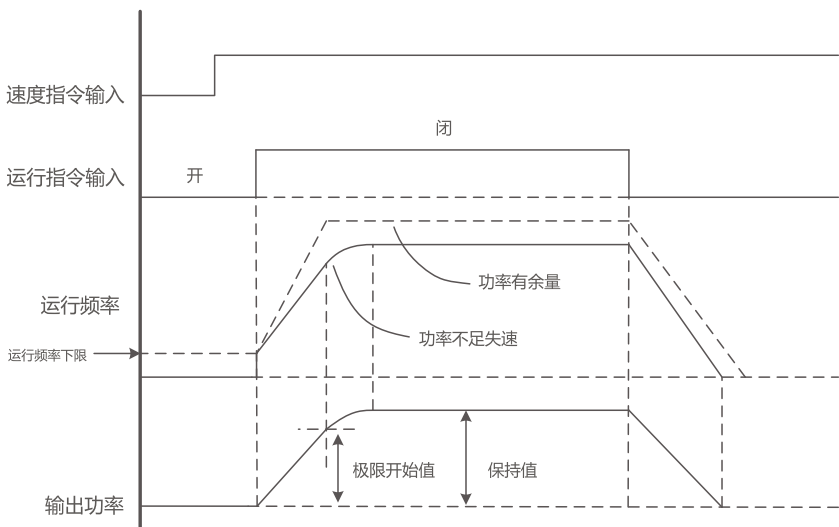 速度指令输入
闭
运行指令输入
开
功率有余量
运行频率
功率不足失速
运行频率下限
极限开始值
保持值
输出功率